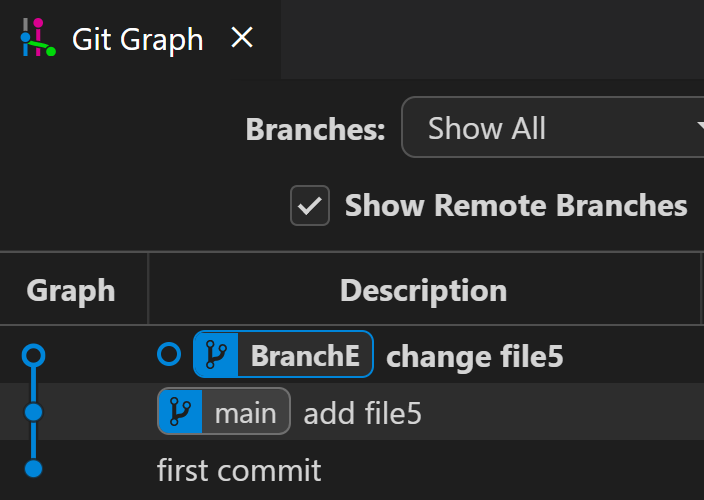 Git Graph
Branches: Show All
Show Remote Branches
Graph Description
BranchE change file5
main add file5
first commit